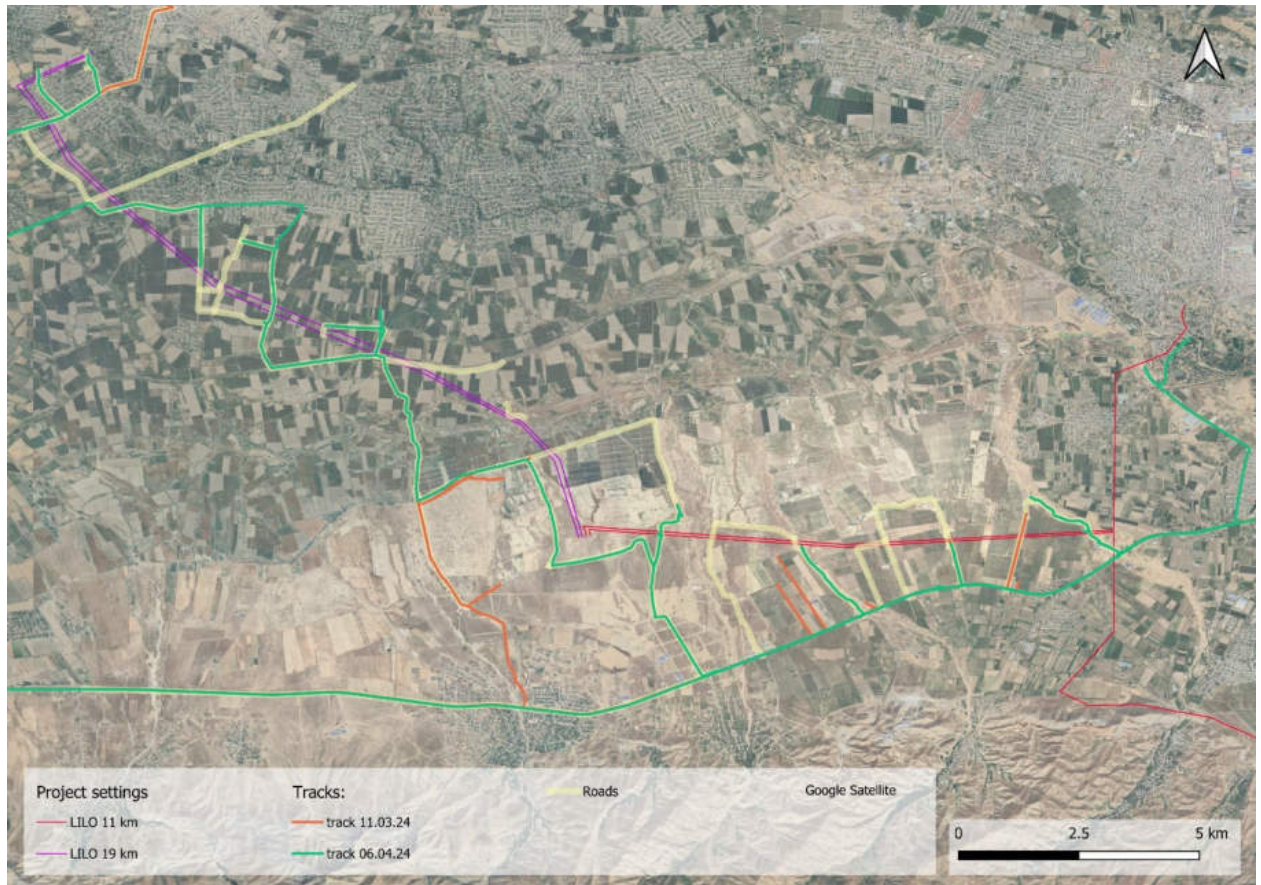 Project settings
Tracks:
Roads
Google Satellite
LILO 11 km
track 11.03.24
LILO 19 km
track 06.04.24
0
2.5
5 km